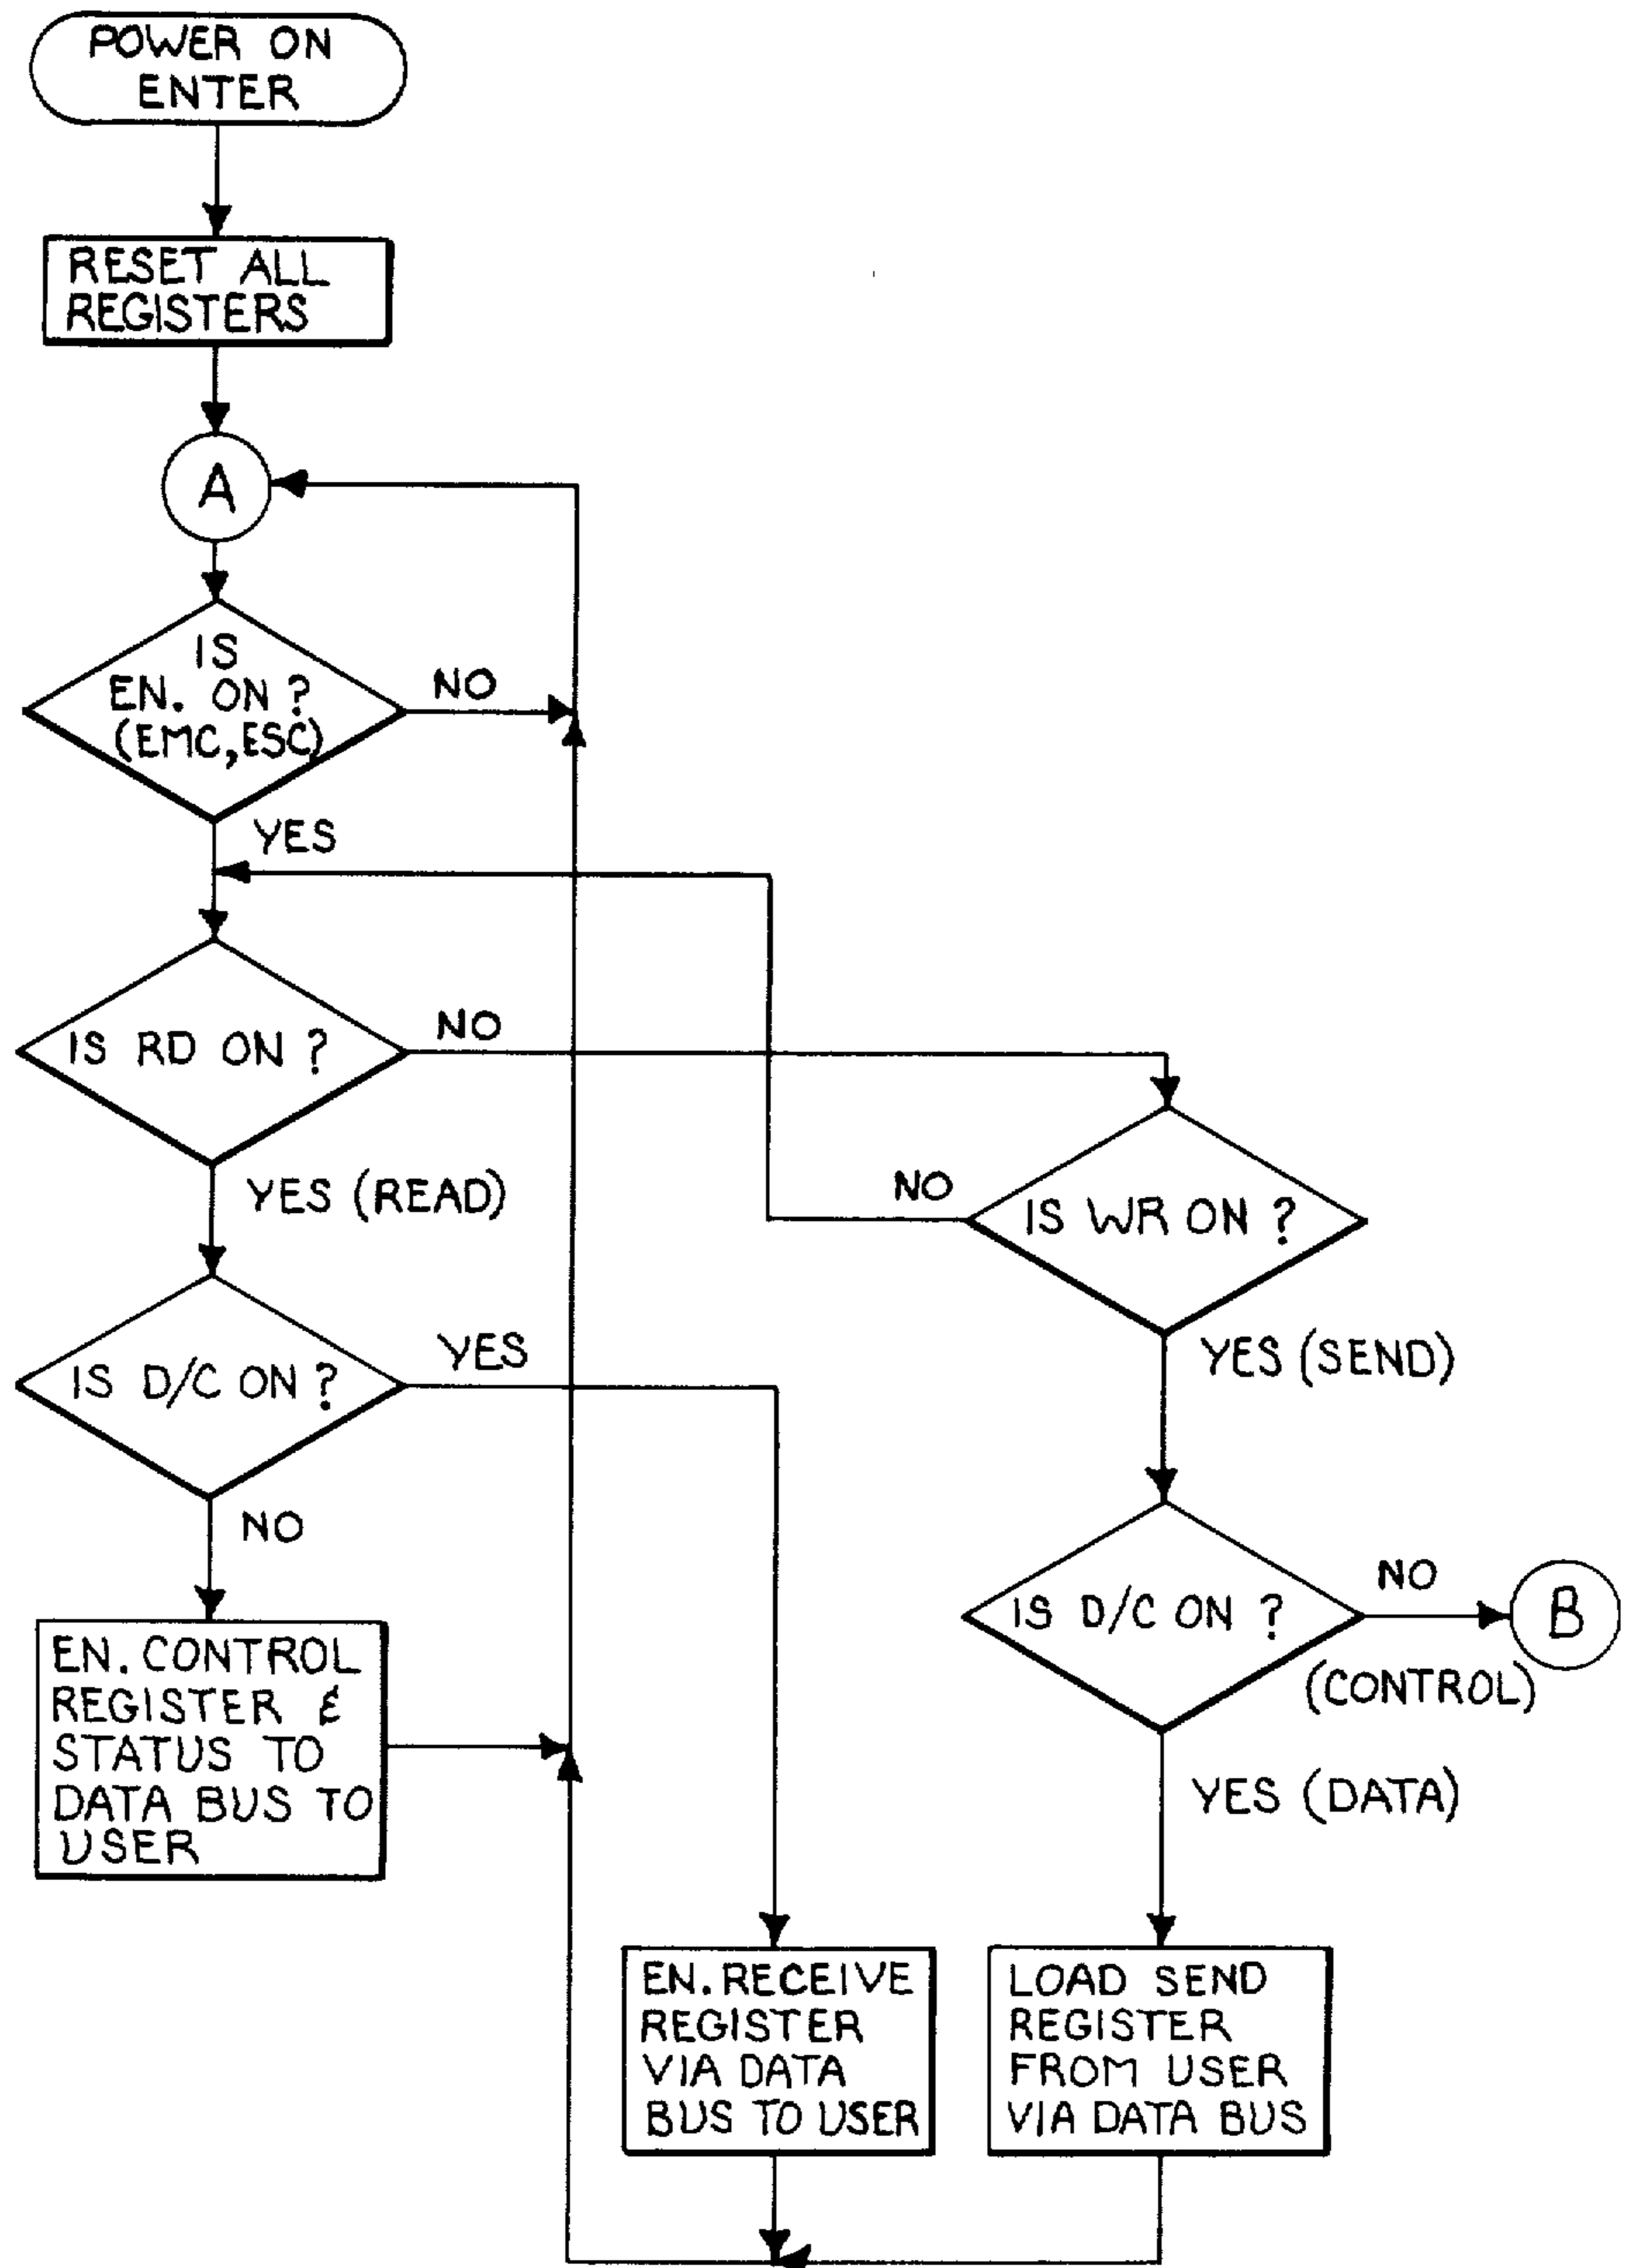 POWER ON
ENTER
RESET ALL
REGISTERS
A
IS
EN. ON ?
(EMC,ESC)
NO
YES
IS RD ON ?
NO
YES (READ)
IS WR ON ?
NO
YES (SEND)
IS D/C ON ?
YES
NO
IS D/C ON ?
NO
(CONTROL)
B
YES (DATA)
EN. CONTROL
REGISTER &
STATUS TO
DATA BUS TO
USER
EN. RECEIVE
REGISTER
VIA DATA
BUS TO USER
LOAD SEND
REGISTER
FROM USER
VIA DATA BUS